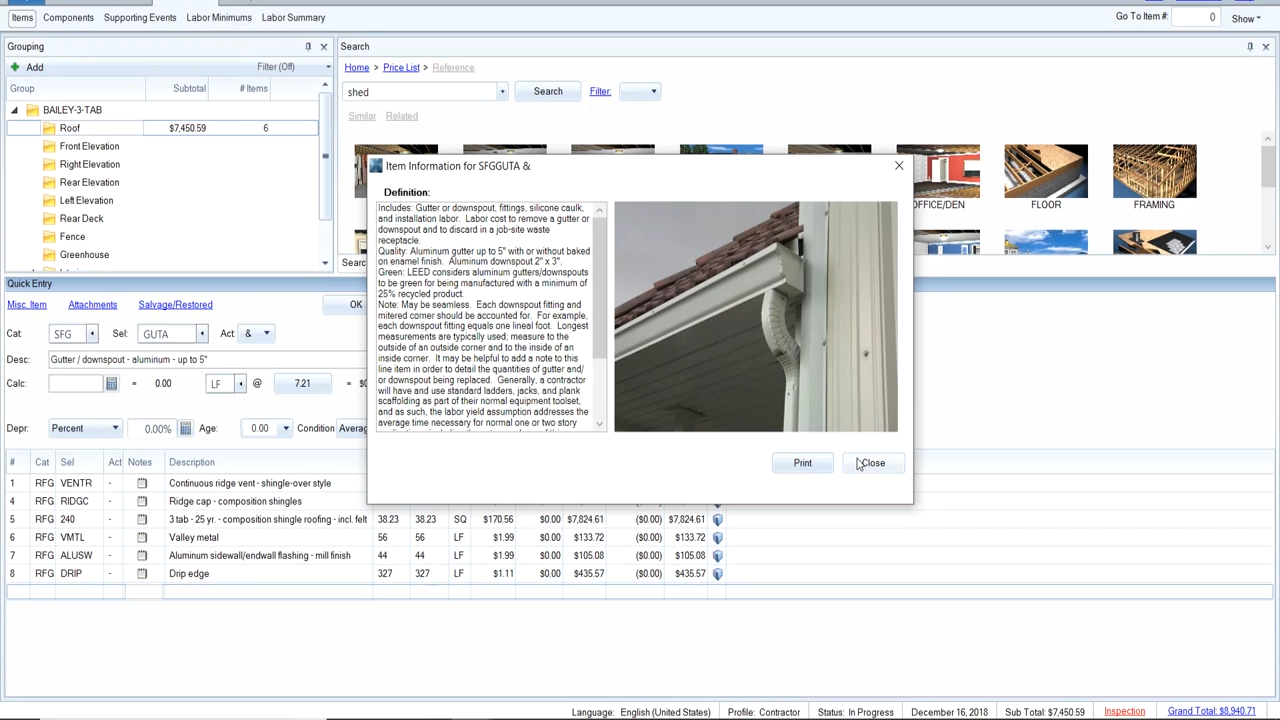 Items Components Supporting Events Labor Minimums Labor Summary Go To Item #: 0 Show
Grouping
Add Filter (Off)
Group Subtotal # Items
BAILEY-3-TAB
Roof $7,450.59 6
Front Elevation
Right Elevation
Rear Elevation
Left Elevation
Rear Deck
Fence
Greenhouse
Search
Home > Price List > Reference
shed Search Filter:
Similar Related
OFFICE/DEN FLOOR FRAMING
Item Information for SFGGUTA &
Definition:
Includes: Gutter or downspout, fittings, silicone caulk,
and installation labor. Labor cost to remove a gutter or
downspout and to discard in a job-site waste
receptacle.
Quality: Aluminum gutter up to 5" with or without baked
on enamel finish. Aluminum downspout 2" x 3".
Green: LEED considers aluminum gutters/downspouts
to be green for being manufactured with a minimum of
25% recycled product.
Note: May be seamless. Each downspout fitting and
mitered corner should be accounted for. For example,
each downspout fitting equals one lineal foot. Longest
measurements are typically used; measure to the
outside of an outside corner and to the inside of an
inside corner. It may be helpful to add a note to this
line item in order to detail the quantities of gutter and/
or downspout being replaced. Generally, a contractor
will have and use standard ladders, jacks, and plank
scaffolding as part of their normal equipment toolset,
and as such, the labor yield assumption addresses the
average time necessary for normal one or two story
Print Close
Sear
Quick Entry
Misc. Item Attachments Salvage/Restored OK
Cat: SFG Sel: GUTA Act: &
Desc: Gutter / downspout - aluminum - up to 5"
Calc: = 0.00 LF @ 7.21 = $0
Depr: Percent 0.00% Age: 0.00 Condition Averag
# Cat Sel Act Notes Description
1 RFG VENTR - Continuous ridge vent - shingle-over style
4 RFG RIDGC - Ridge cap - composition shingles
5 RFG 240 - 3 tab - 25 yr. - composition shingle roofing - incl. felt 38.23 38.23 SQ $170.56 $0.00 $7,824.61 ($0.00) $7,824.61
6 RFG VMTL - Valley metal 56 56 LF $1.99 $0.00 $133.72 ($0.00) $133.72
7 RFG ALUSW - Aluminum sidewall/endwall flashing - mill finish 44 44 LF $1.99 $0.00 $105.08 ($0.00) $105.08
8 RFG DRIP - Drip edge 327 327 LF $1.11 $0.00 $435.57 ($0.00) $435.57
Language: English (United States) Profile: Contractor Status: In Progress December 16, 2018 Sub Total: $7,450.59 Inspection Grand Total: $8,940.71